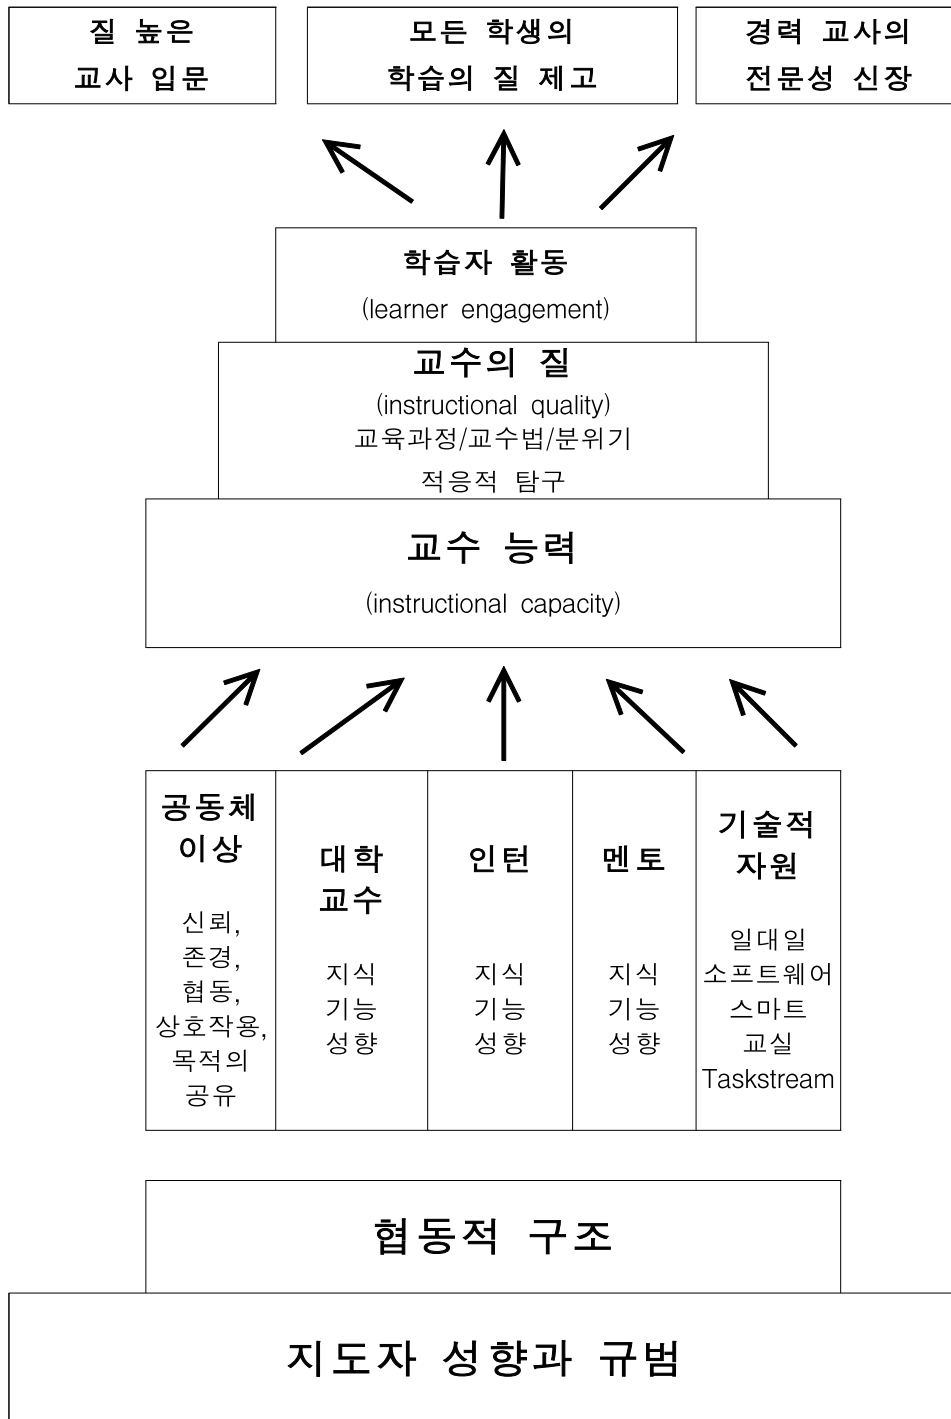 질 높은
교사 입문
모든 학생의
학습의 질 제고
경력 교사의
전문성 신장
학습자 활동
(learner engagement)
교수의 질
(instructional quality)
교육과정/교수법/분위기
적응적 탐구
교수 능력
(instructional capacity)
공동체
이상
신뢰,
존경,
협동,
상호작용,
목적의
공유
대학
교수
지식
기능
성향
인턴
지식
기능
성향
멘토
지식
기능
성향
기술적
자원
일대일
소프트웨어
스마트
교실
Taskstream
협동적 구조
지도자 성향과 규범